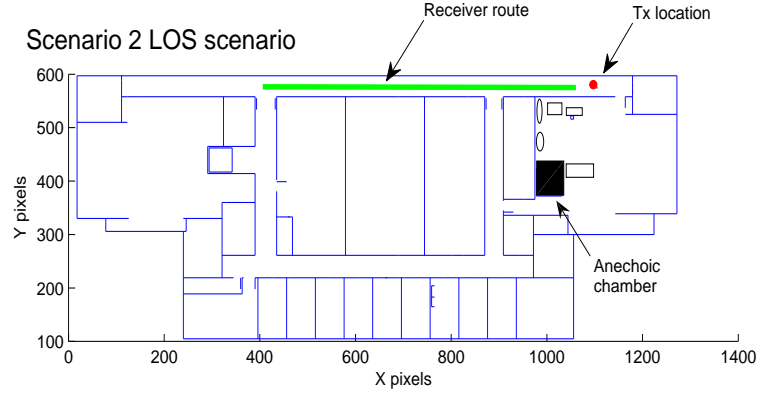 Receiver route
Tx location
Scenario 2 LOS scenario
600
500
400
300
200
100
Y pixels
Anechoic
chamber
0
200
400
600
800
1000
1200
1400
X pixels